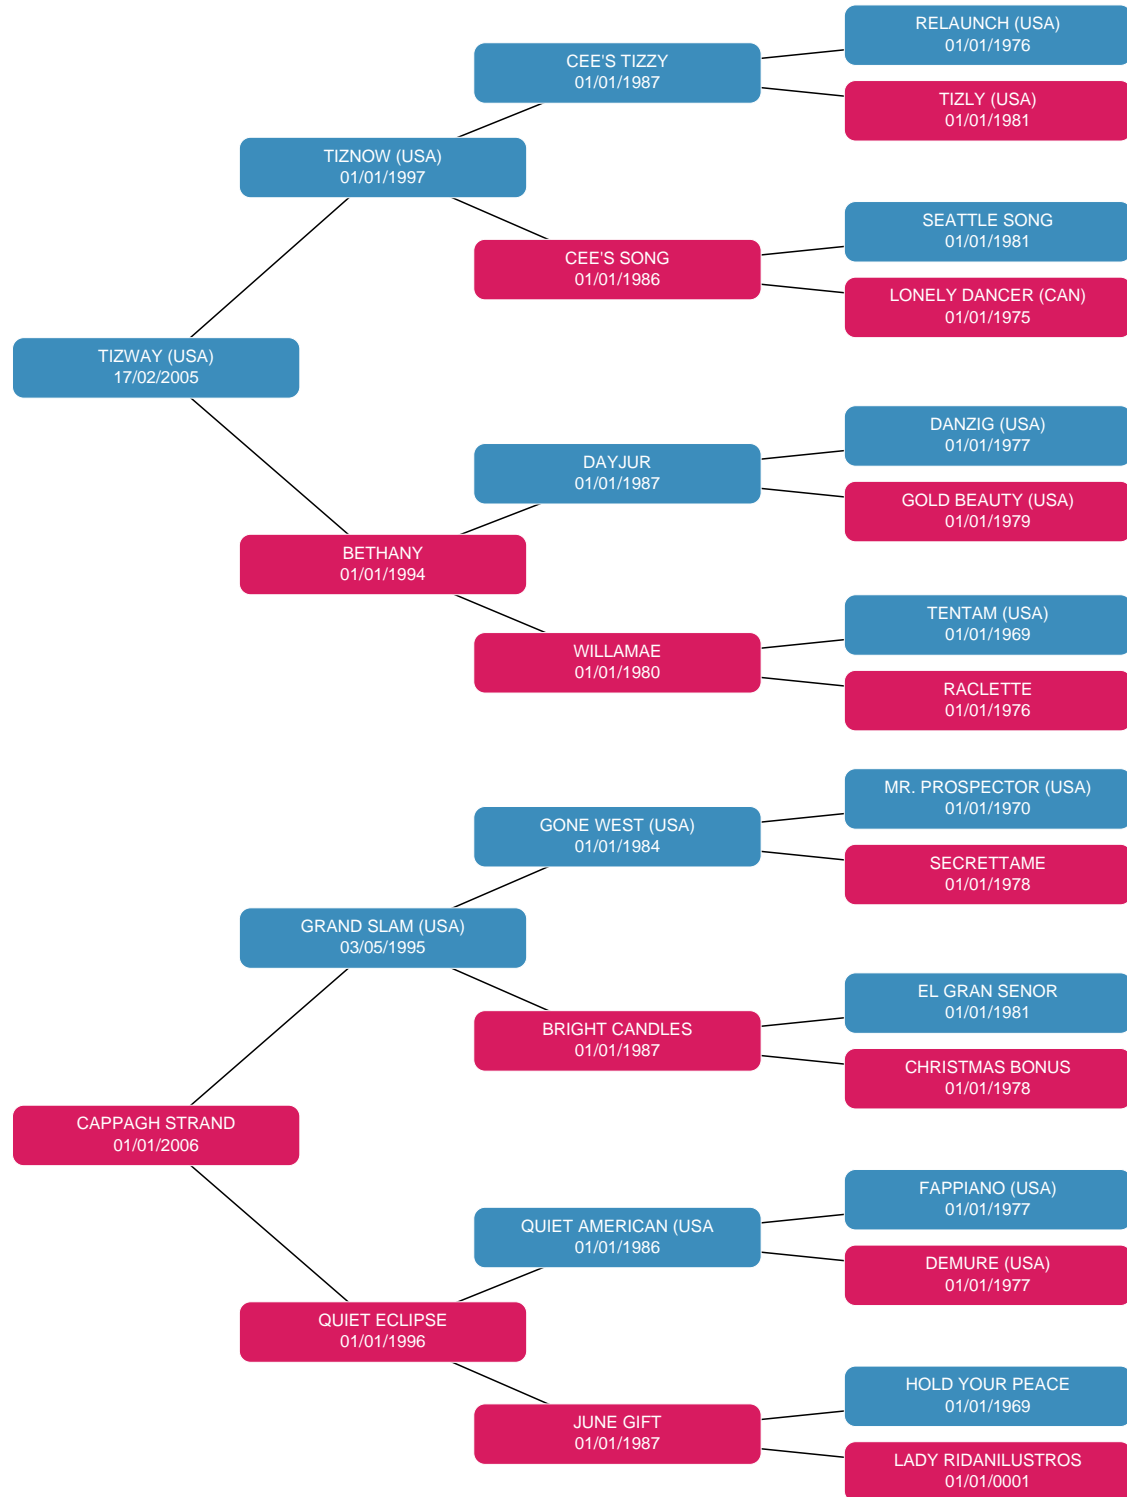 RELAUNCH (USA)
01/01/1976
CEE'S TIZZY
01/01/1987
TIZLY (USA)
01/01/1981
TIZNOW (USA)
01/01/1997
SEATTLE SONG
01/01/1981
CEE'S SONG
01/01/1986
LONELY DANCER (CAN)
01/01/1975
TIZWAY (USA)
17/02/2005
DANZIG (USA)
01/01/1977
DAYJUR
01/01/1987
GOLD BEAUTY (USA)
01/01/1979
BETHANY
01/01/1994
TENTAM (USA)
01/01/1969
WILLAMAE
01/01/1980
RACLETTE
01/01/1976
MR. PROSPECTOR (USA)
01/01/1970
GONE WEST (USA)
01/01/1984
SECRETTAME
01/01/1978
GRAND SLAM (USA)
03/05/1995
EL GRAN SENOR
01/01/1981
BRIGHT CANDLES
01/01/1987
CHRISTMAS BONUS
01/01/1978
CAPPAGH STRAND
01/01/2006
FAPPIANO (USA)
01/01/1977
QUIET AMERICAN (USA
01/01/1986
DEMURE (USA)
01/01/1977
QUIET ECLIPSE
01/01/1996
HOLD YOUR PEACE
01/01/1969
JUNE GIFT
01/01/1987
LADY RIDANILUSTROS
01/01/0001